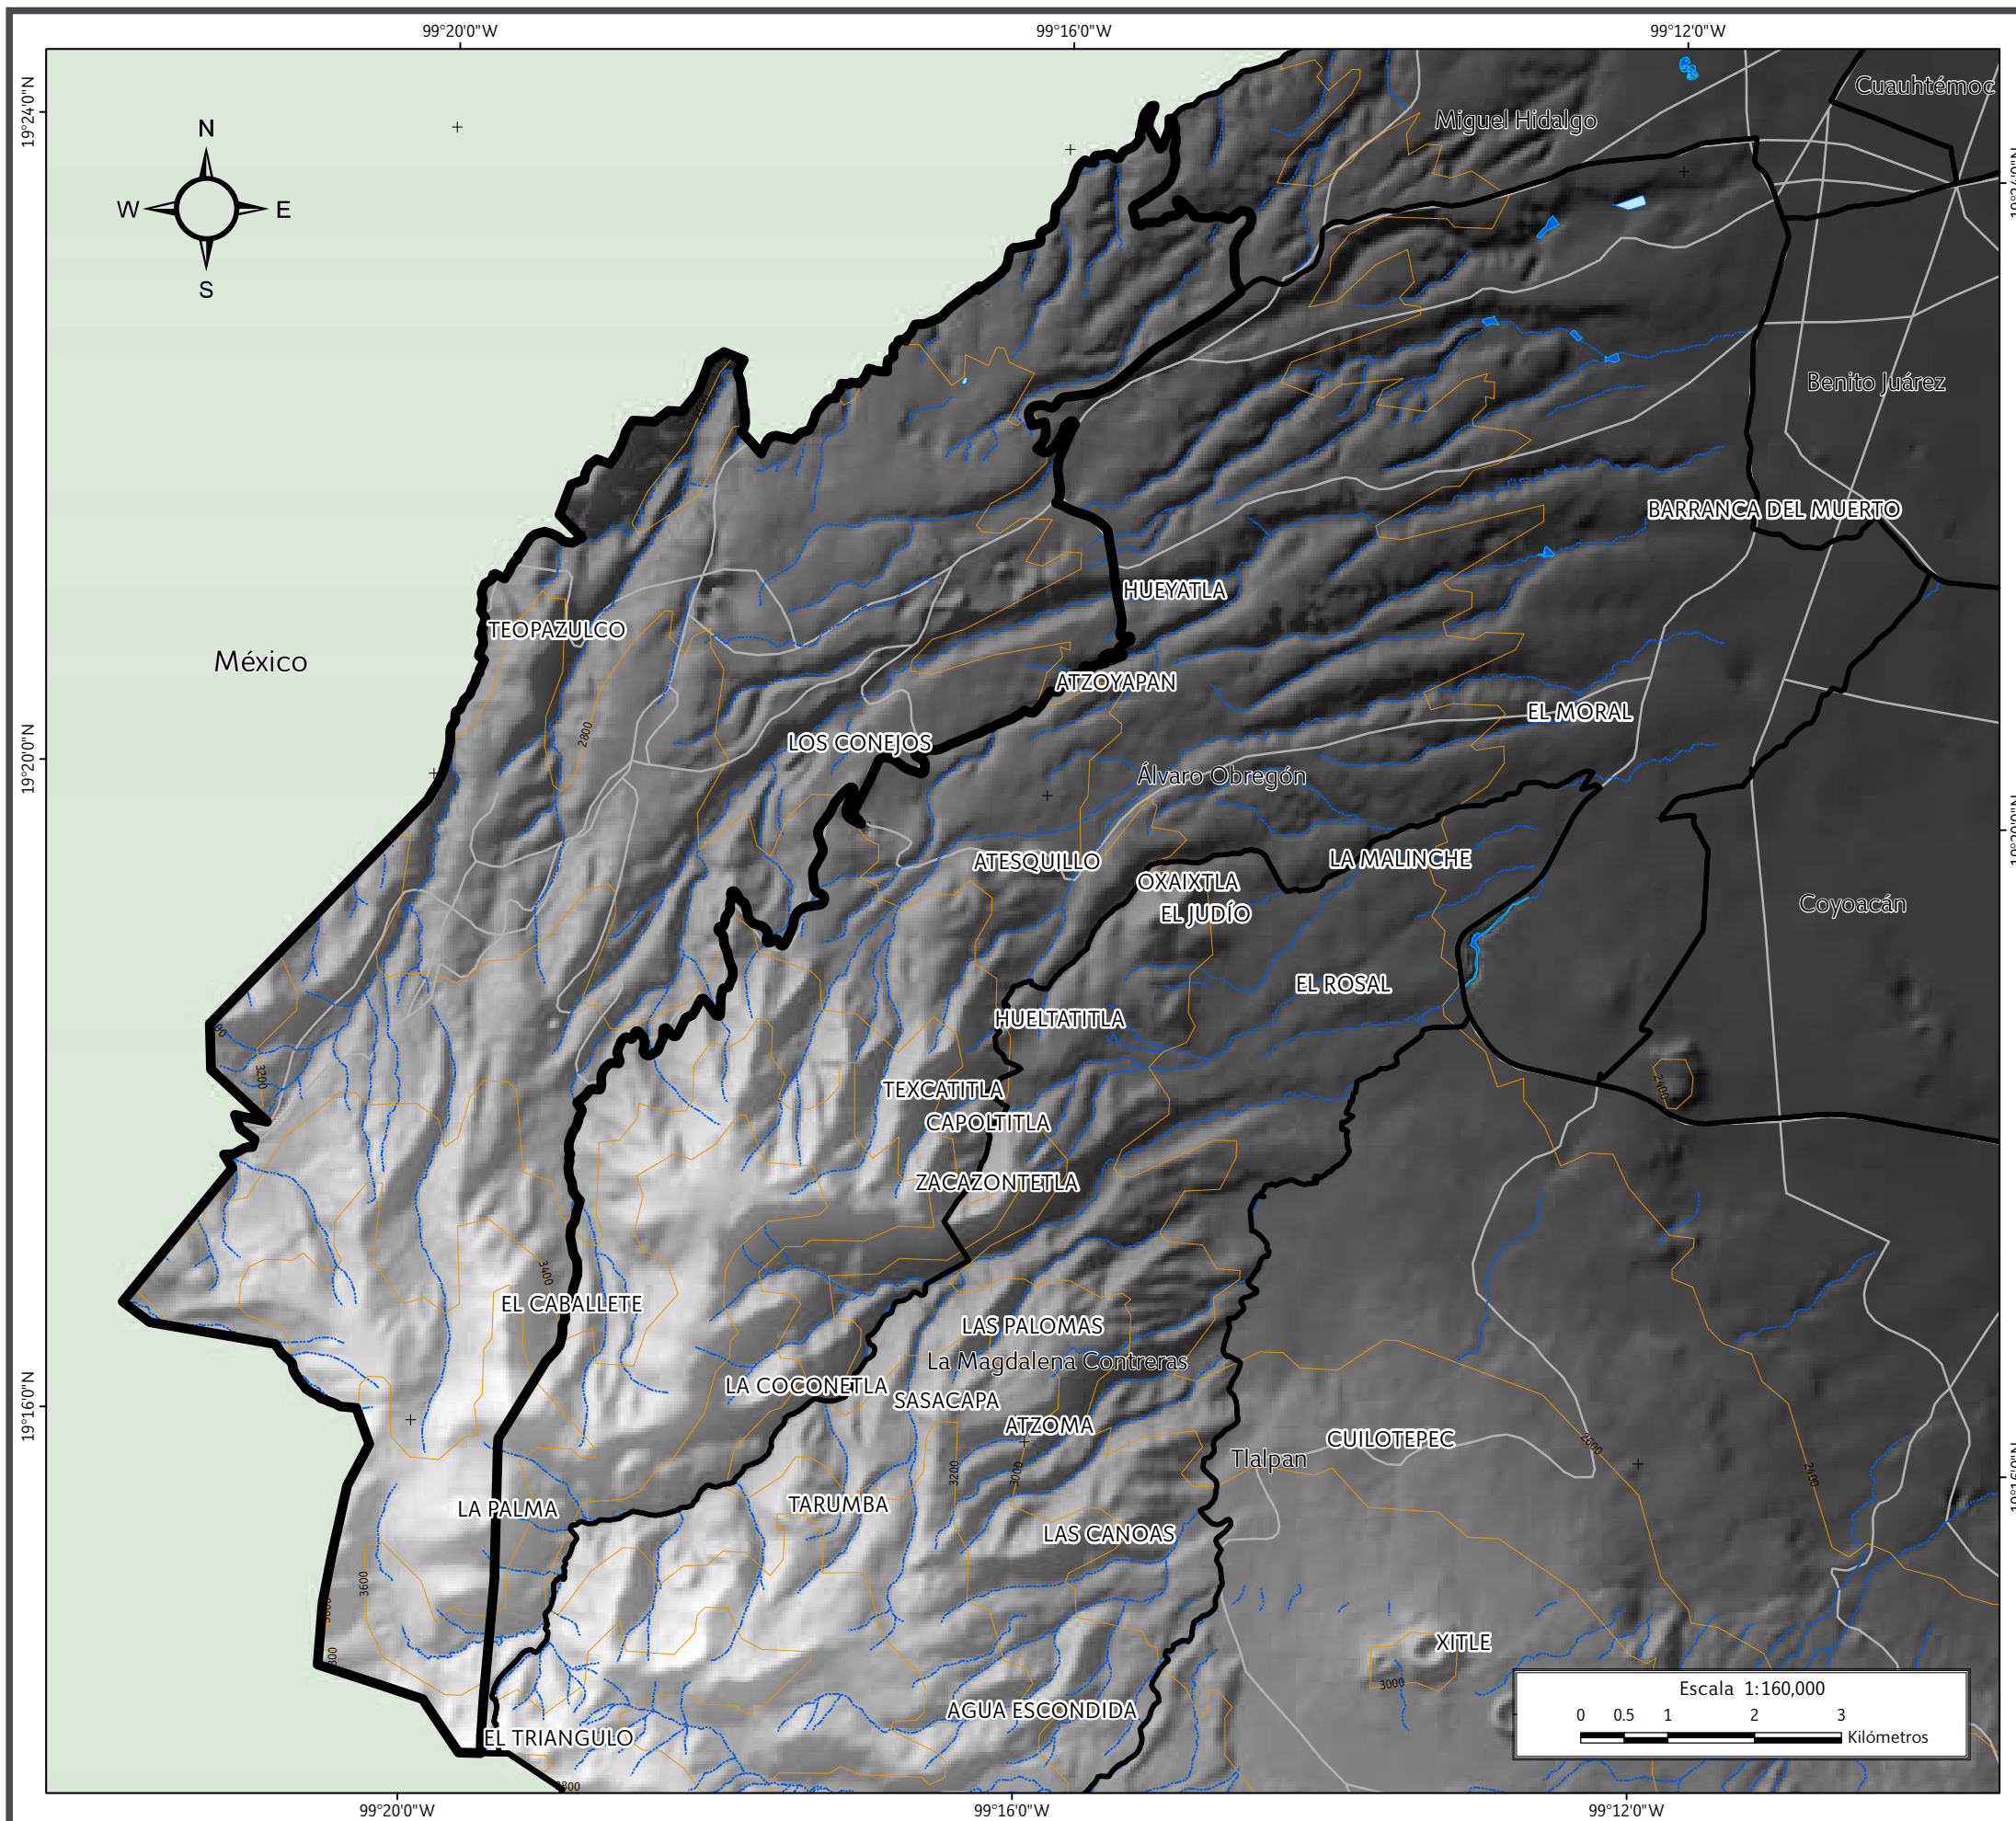 99°20'0"W
99°16'0"W
99°12'0"W
19°24'0"N
Cuauhtémoc
Miguel Hidalgo
N
W
E
S
Benito Juárez
BARRANCA DEL MUERTO
HUEYATLA
TEOPAZULCO
México
ATZOYAPAN
EL MORAL
2800
LOS CONEJOS
19°20'0"N
Álvaro Obregón
ATESQUILLO
LA MALINCHE
OXAIXTLA
EL JUDÍO
Coyoacán
EL ROSAL
HUELTATITLA
3200
TEXCATITLA
2400
CAPOLTITLA
ZACAZONTETLA
3400
EL CABALLETE
LAS PALOMAS
La Magdalena Contreras
LA COCONETLA
SASACAPA
19°16'0"N
ATZOMA
CUILOTEPEC
2600
Tlalpan
3200
3000
2400
LA PALMA
TARUMBA
LAS CANOAS
3600
XITLE
3000
AGUA ESCONDIDA
EL TRIANGULO
Escala 1:160,000
0 0.5 1 2 3
Kilómetros
99°20'0"W
99°16'0"W
99°12'0"W